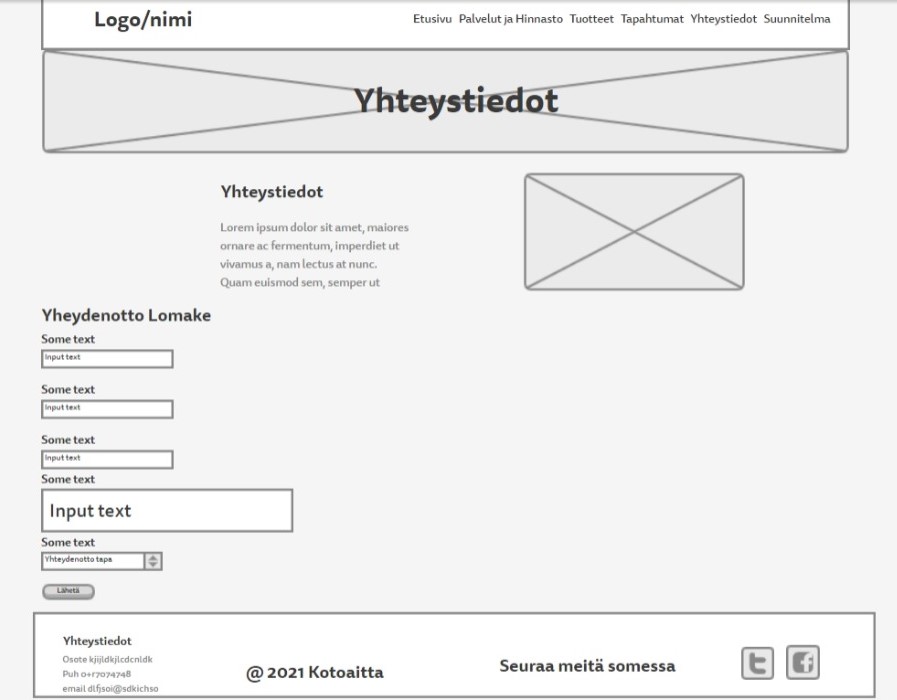 Logo/nimi
Etusivu Palvelut ja Hinnasto Tuotteet Tapahtumat Yhteystiedot Suunnitelma
Yhteystiedot
Yhteystiedot
Lorem ipsum dolor sit amet, maiores
ornare ac fermentum, imperdiet ut
vivamus a, nam lectus at nunc.
Quam euismod sem, semper ut
Yheydenotto Lomake
Some text
Input text
Some text
Input text
Some text
Input text
Some text
Input text
Some text
Yhteydenotto tapa
Lähetä
Yhteystiedot
Osote kjijldkjlcdcnldk
Puh 0+r7074748
email dlfjsoi@sdkichso
@ 2021 Kotoaitta
Seuraa meitä somessa